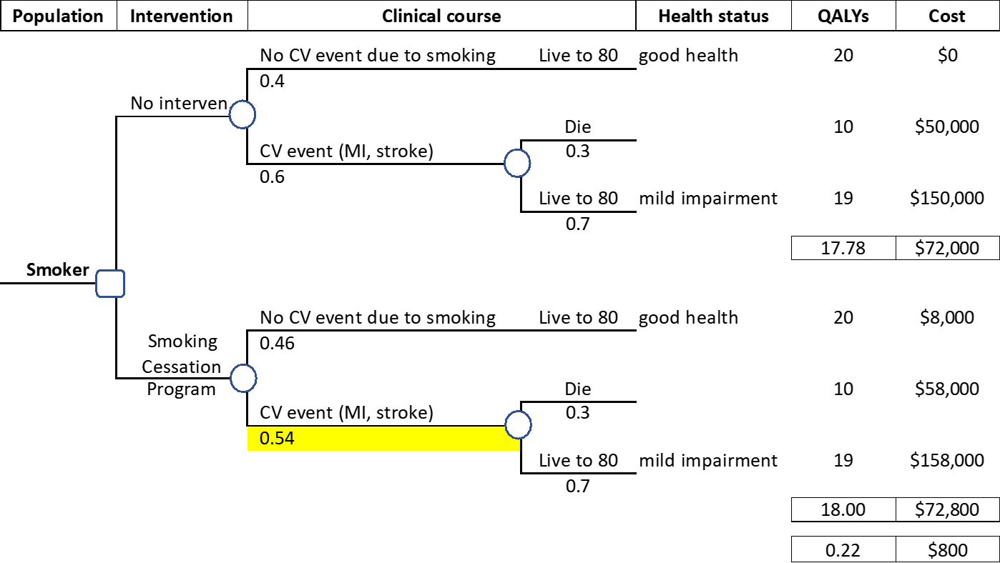 Population Intervention Clinical course Health status QALYs Cost
No CV event due to smoking Live to 80 good health 20 $0
0.4
No interven
Die 10 $50,000
CV event (MI, stroke) 0.3
0.6
Live to 80 mild impairment 19 $150,000
0.7
17.78 $72,000
Smoker
No CV event due to smoking Live to 80 good health 20 $8,000
Smoking 0.46
Cessation
Program Die 10 $58,000
CV event (MI, stroke) 0.3
0.54
Live to 80 mild impairment 19 $158,000
0.7
18.00 $72,800
0.22 $800